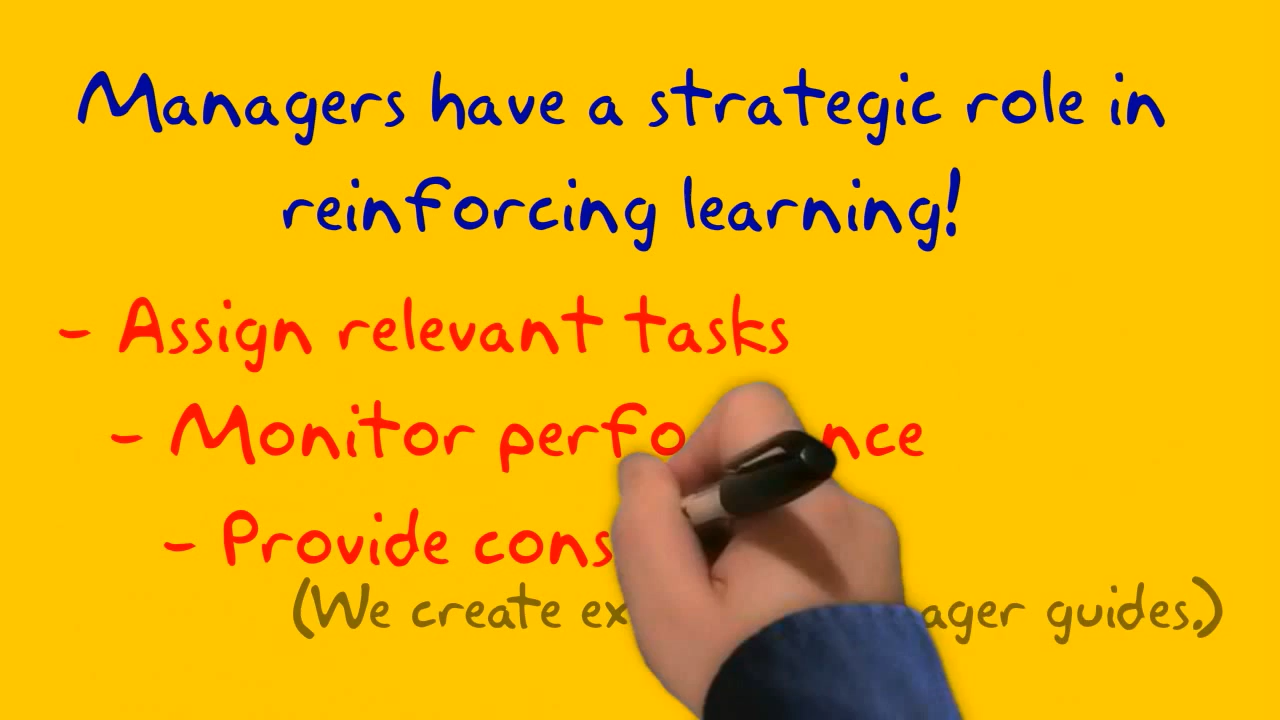 Managers have a strategic role in
reinforcing learning!
- Assign relevant tasks
- Monitor
- Provide
(We create guides.)